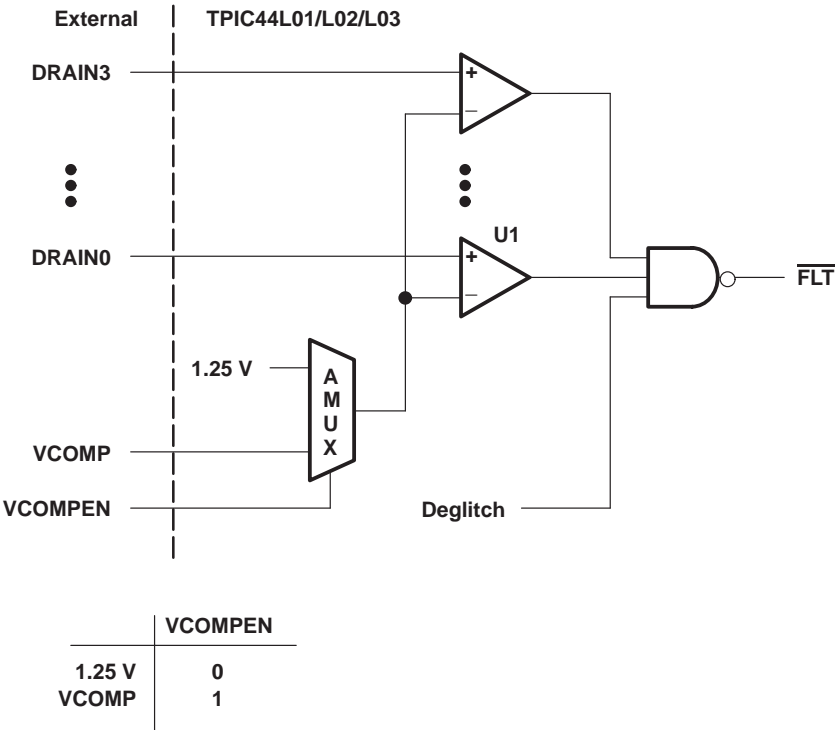 External TPIC44L01/L02/L03
DRAIN3
+
–
U1
DRAIN0
+
–
FLT
1.25 V
A
M
U
X
VCOMP
VCOMPEN
Deglitch
VCOMPEN
1.25 V 0
VCOMP 1